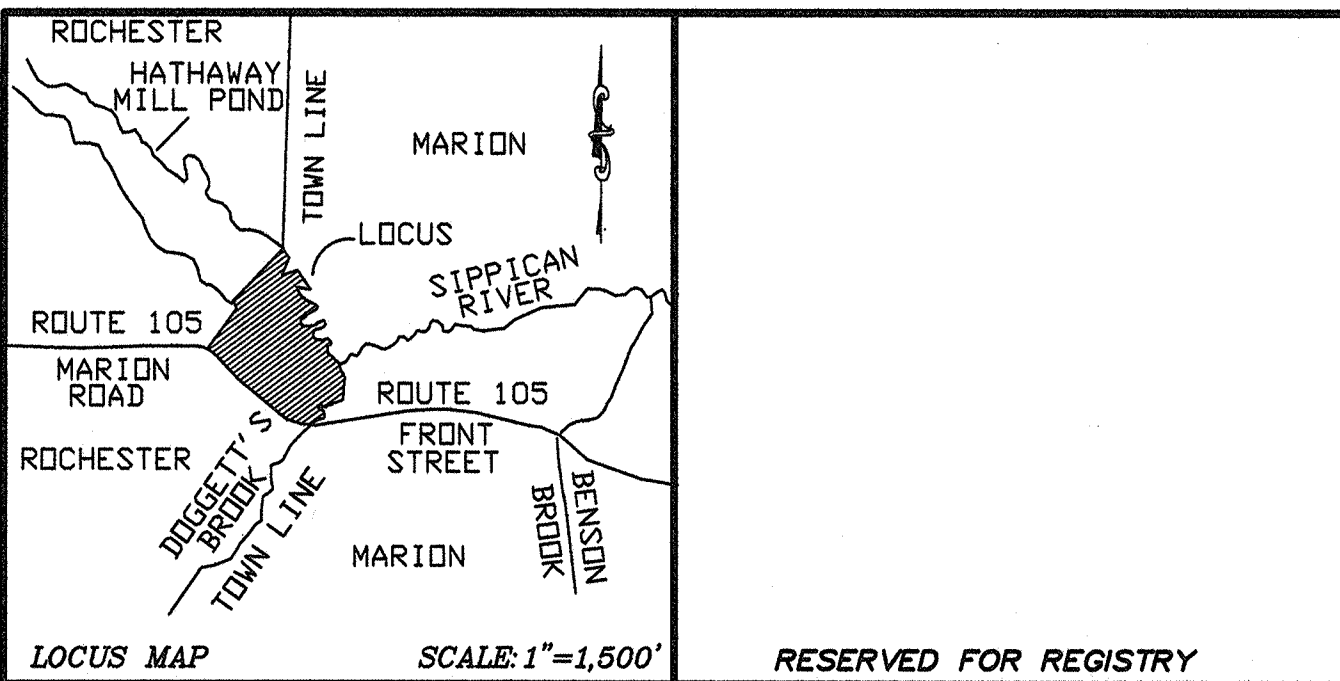 ROCHESTER
HATHAWAY
MILL POND
TOWN LINE
MARION
LOCUS
SIPPICAN
RIVER
ROUTE 105
MARION
ROAD
ROUTE 105
FRONT
STREET
ROCHESTER
DOGGETT'S
BROOK
TOWN LINE
MARION
BENSON
BROOK
LOCUS MAP
SCALE: 1"=1,500'
RESERVED FOR REGISTRY